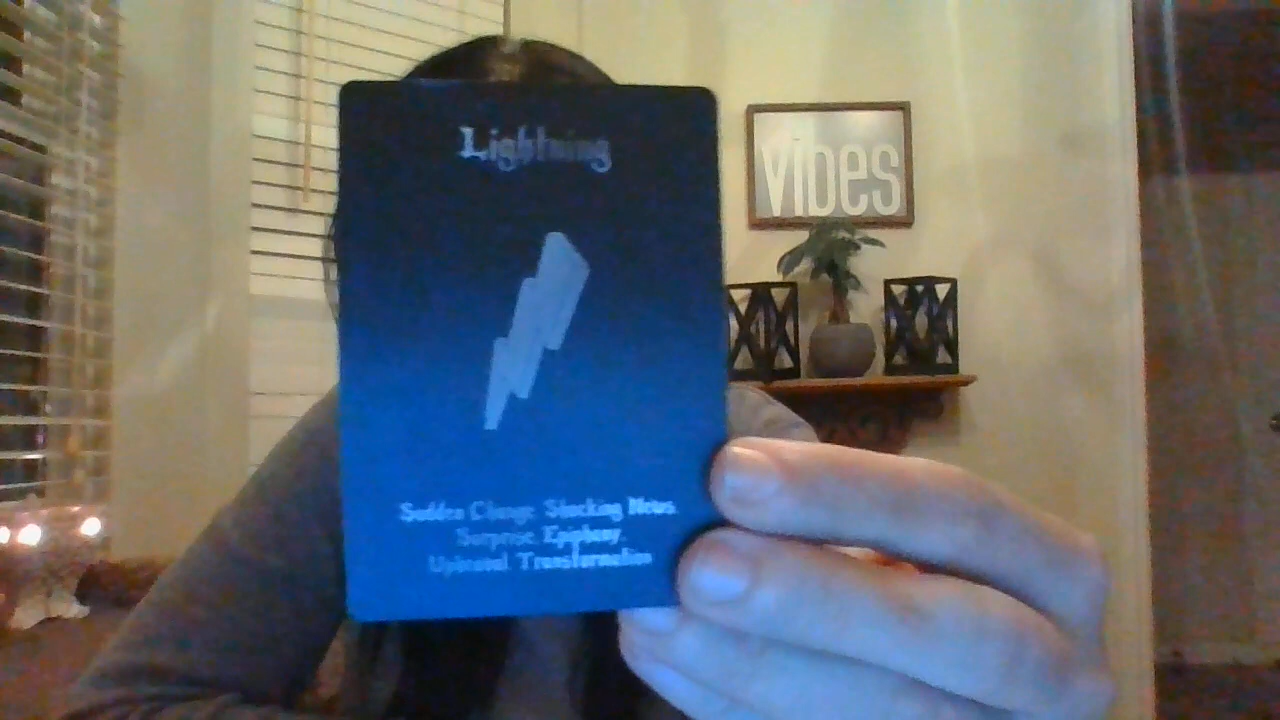 Lightning
vibes
Sudden Change. Shocking News.
Surprise. Epiphany.
Upheaval. Transformation